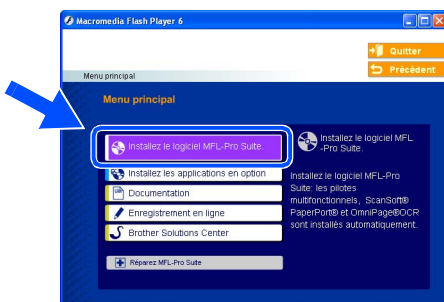 Macromedia Flash Player 6
Quitter
Précédent
Menu principal
Menu principal
Installez le logiciel MFL-Pro Suite.
Installez les applications en option
Documentation
Enregistrement en ligne
Brother Solutions Center
Réparez MFL-Pro Suite
Installez le logiciel MFL
-Pro Suite.
Installez le logiciel MFL-Pro
Suite: les pilotes
multifonctionnels, ScanSoft®
PaperPort® et OmniPage®OCR
sont installés automatiquement.